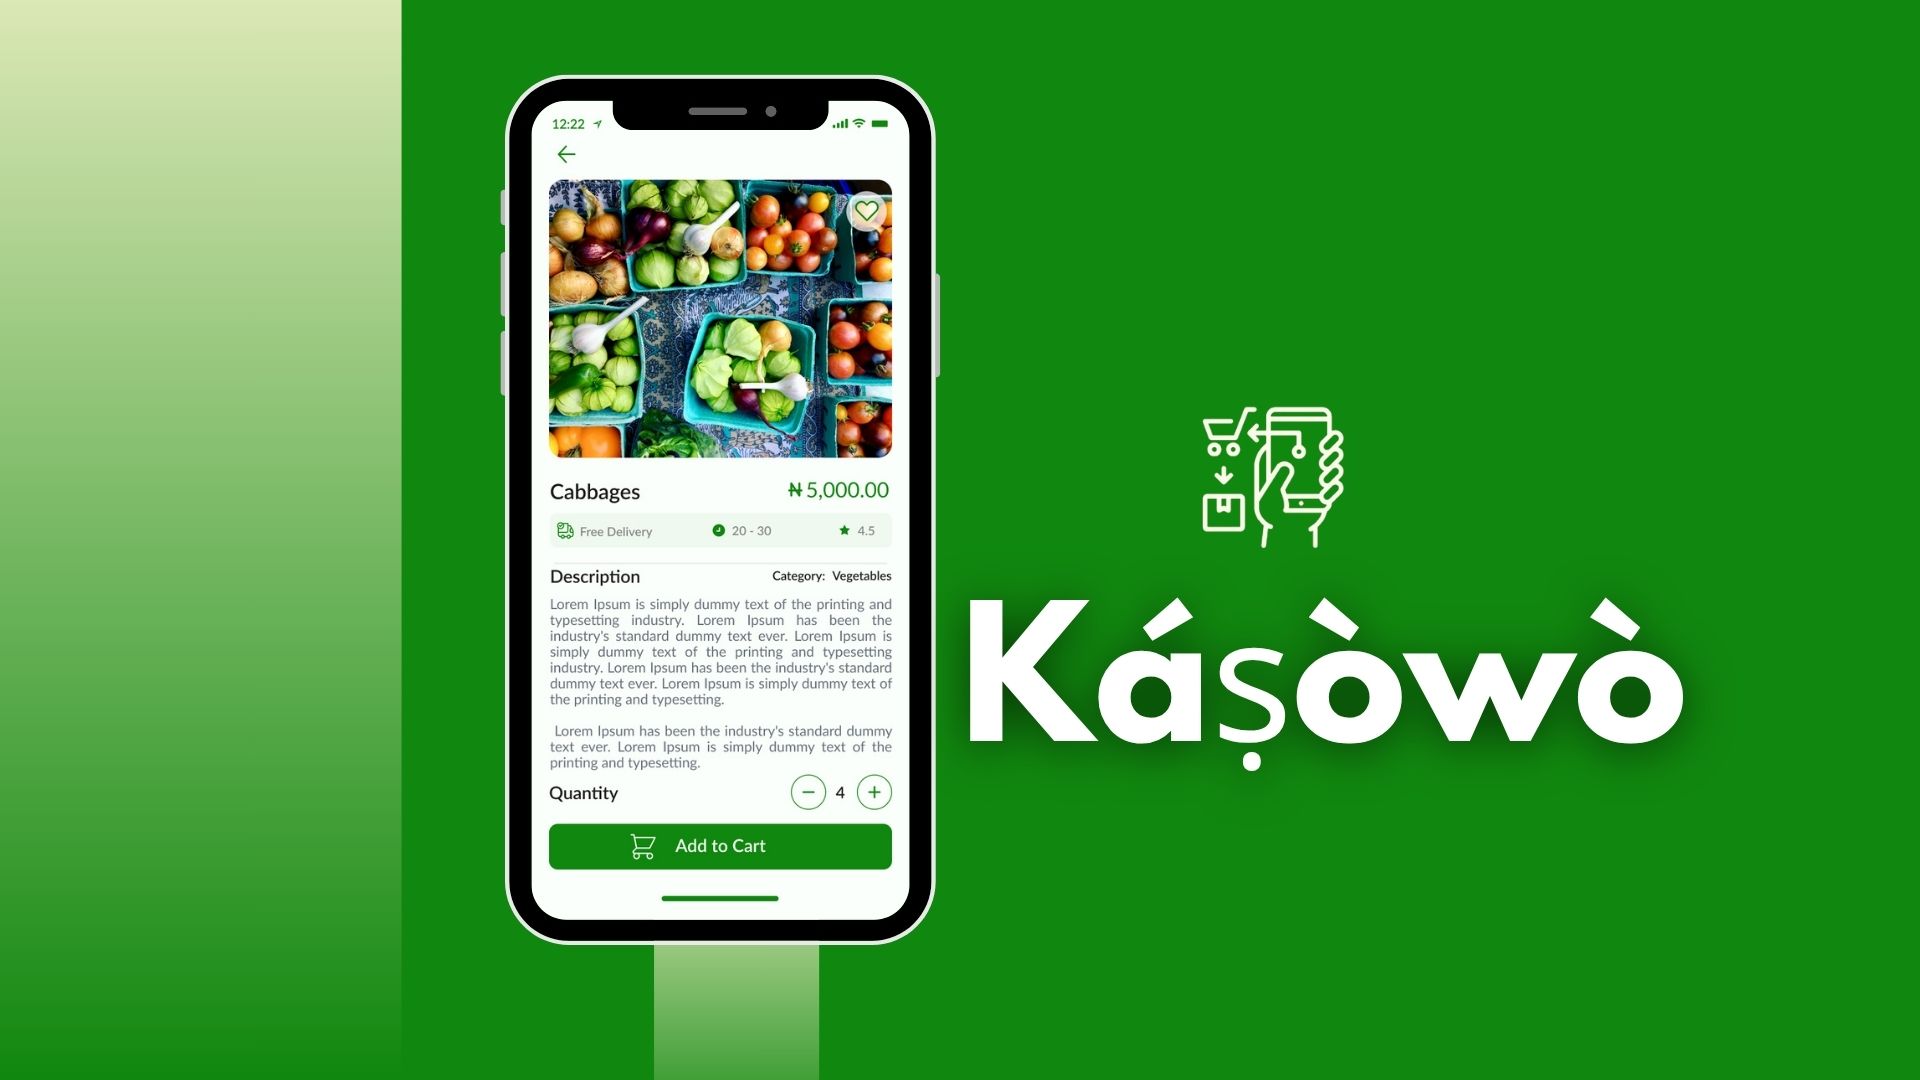 12:22
Cabbages ₦5,000.00
Free Delivery 20 - 30 4.5
Description Category: Vegetables
Lorem Ipsum is simply dummy text of the printing and
typesetting industry. Lorem Ipsum has been the
industry's standard dummy text ever. Lorem Ipsum is
simply dummy text of the printing and typesetting
industry. Lorem Ipsum has been the industry's standard
dummy text ever. Lorem Ipsum is simply dummy text of
the printing and typesetting.
Lorem Ipsum has been the industry's standard dummy
text ever. Lorem Ipsum is simply dummy text of the
printing and typesetting.
Quantity − 4 +
Add to Cart
Káṣòwò